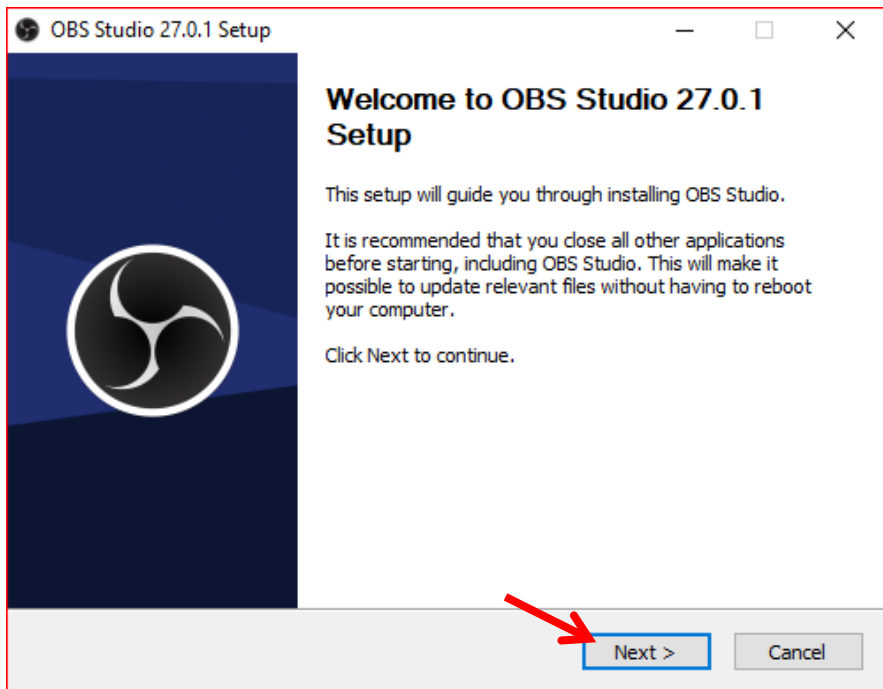 OBS Studio 27.0.1 Setup
Welcome to OBS Studio 27.0.1
Setup
This setup will guide you through installing OBS Studio.
It is recommended that you close all other applications
before starting, including OBS Studio. This will make it
possible to update relevant files without having to reboot
your computer.
Click Next to continue.
Next >
Cancel